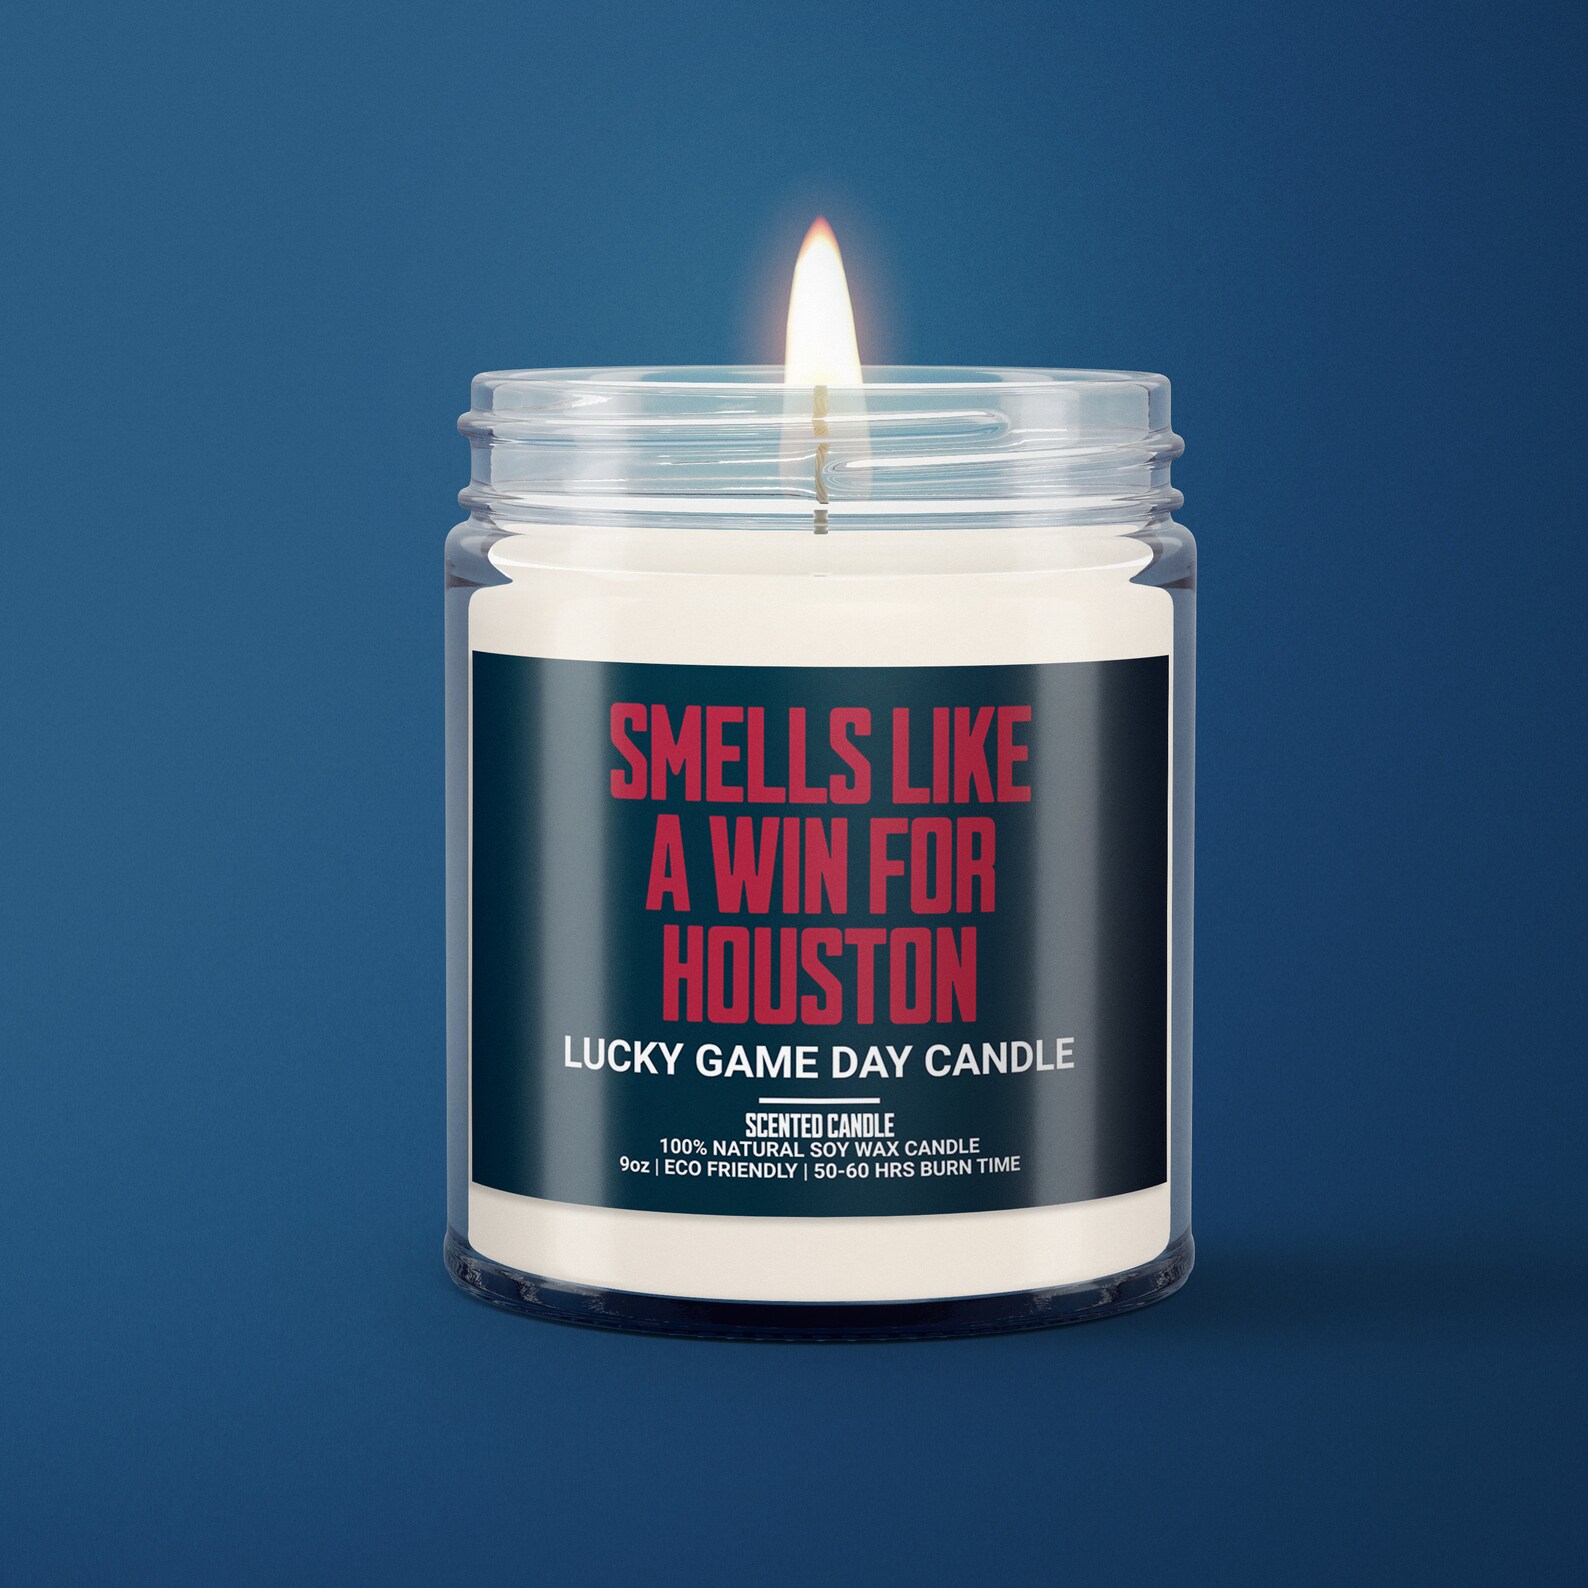 SMELLS LIKE
A WIN FOR
HOUSTON
LUCKY GAME DAY CANDLE
SCENTED CANDLE
100% NATURAL SOY WAX CANDLE
9oz | ECO FRIENDLY | 50-60 HRS BURN TIME